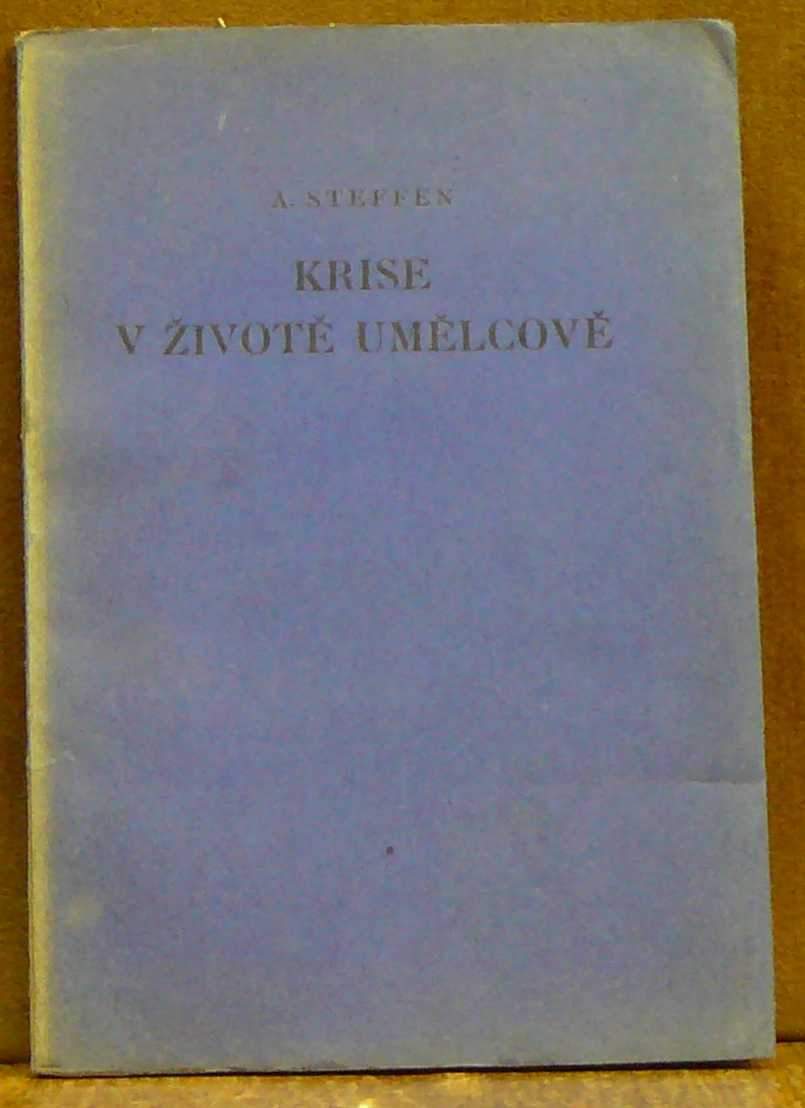 A. STEFFEN
KRISE
V ŽIVOTĚ UMĚLCOVĚ